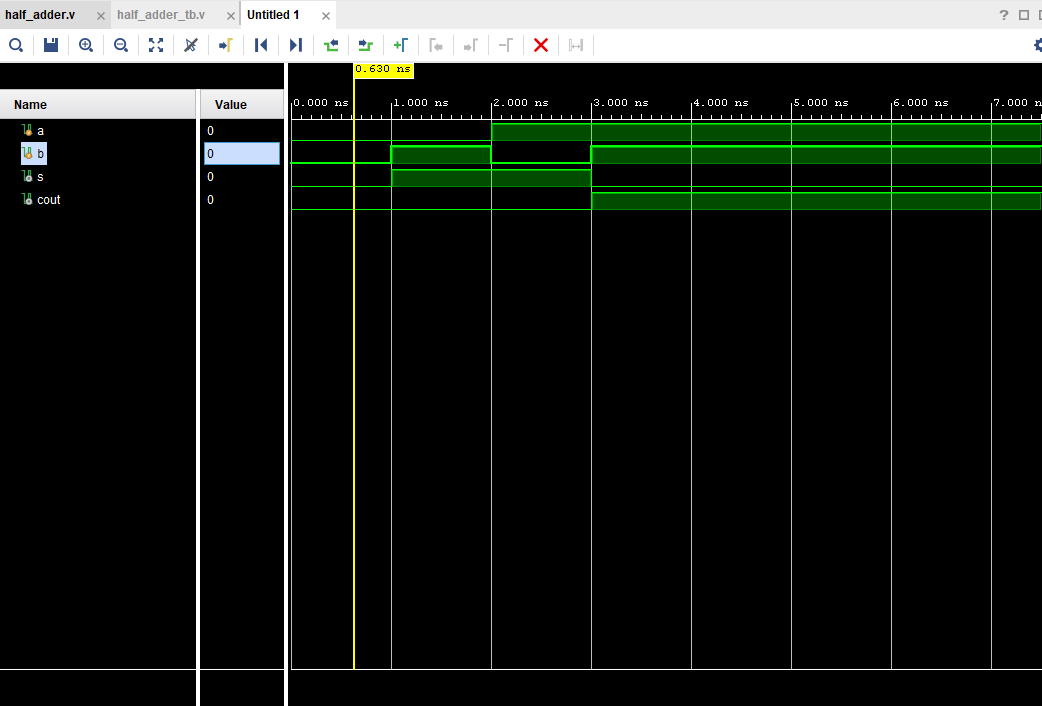 half_adder.v half_adder_tb.v Untitled 1
0.630 ns
Name Value 0.000 ns 1.000 ns 2.000 ns 3.000 ns 4.000 ns 5.000 ns 6.000 ns 7.000 n
a 0
b 0
s 0
cout 0